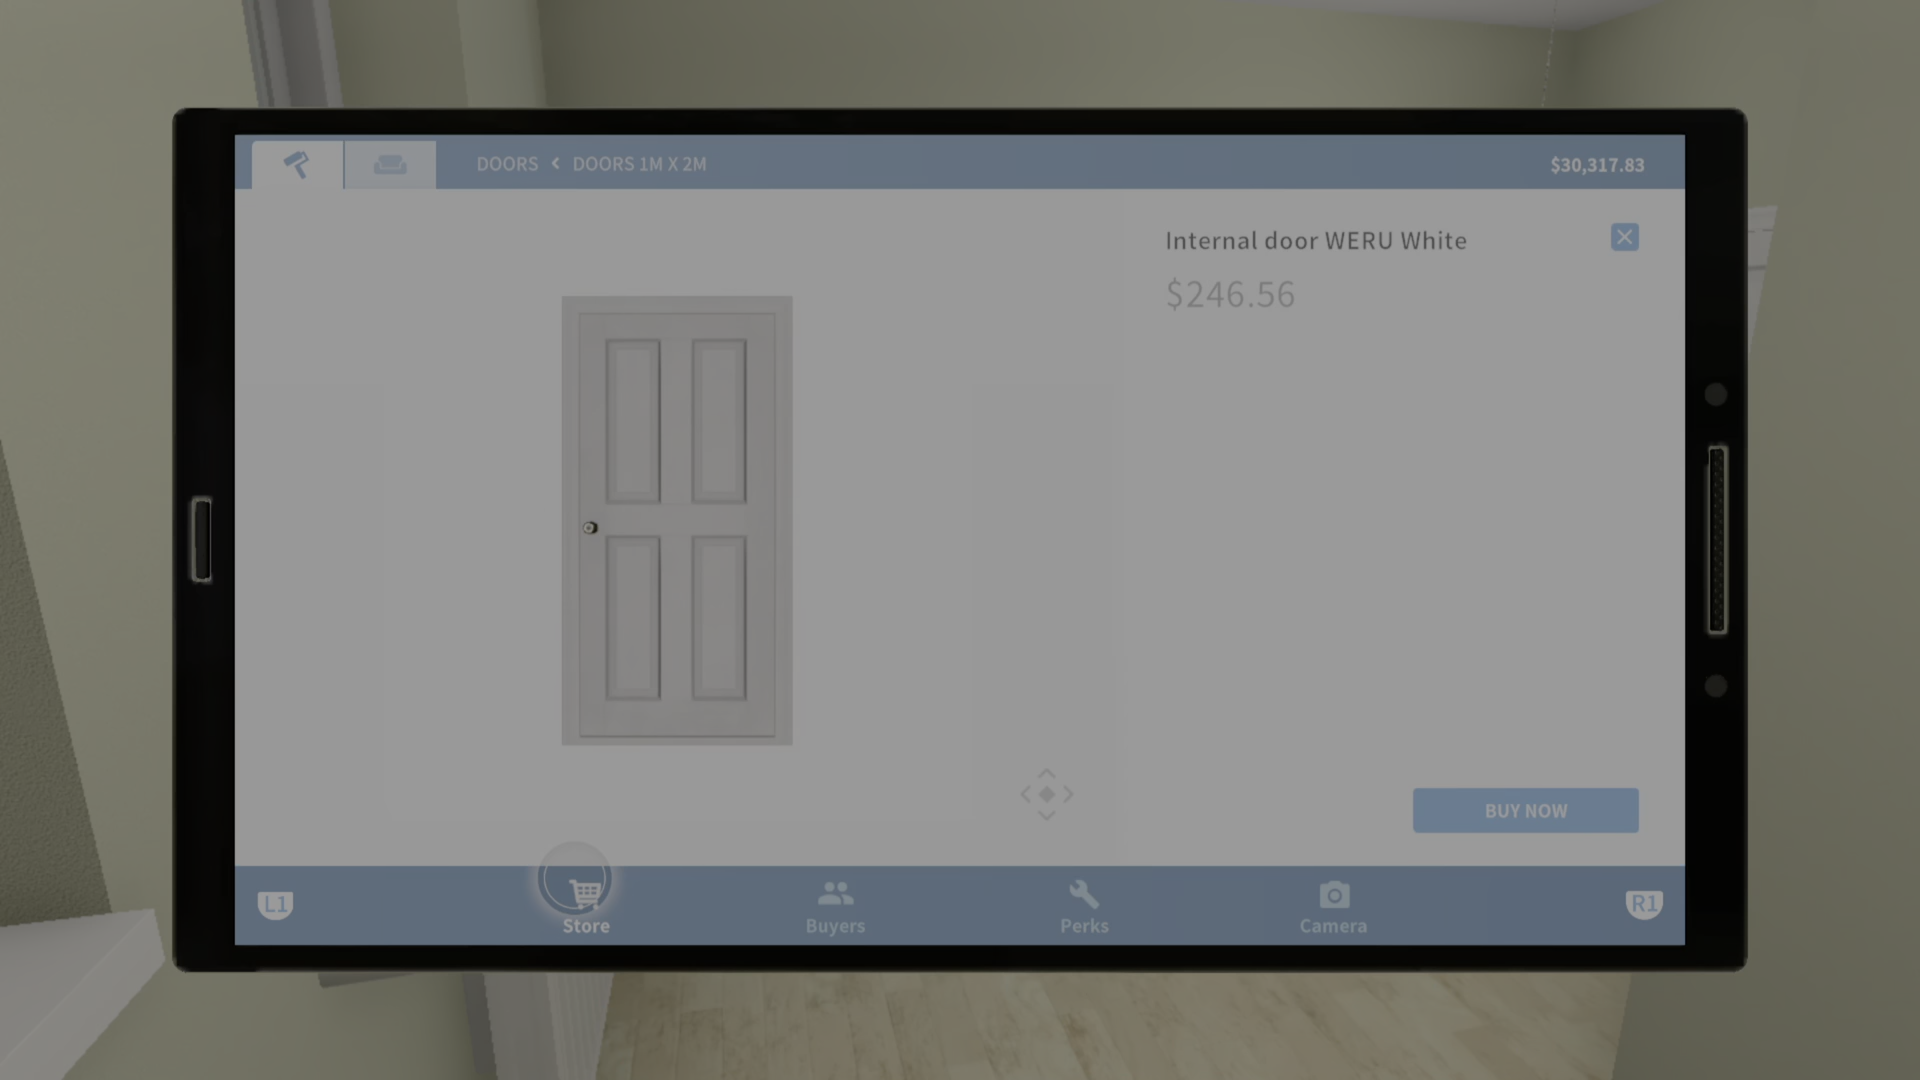 DOORS < DOORS 1M X 2M
$30,317.83
Internal door WERU White
$246.56
BUY NOW
L1
Store
Buyers
Perks
Camera
R1